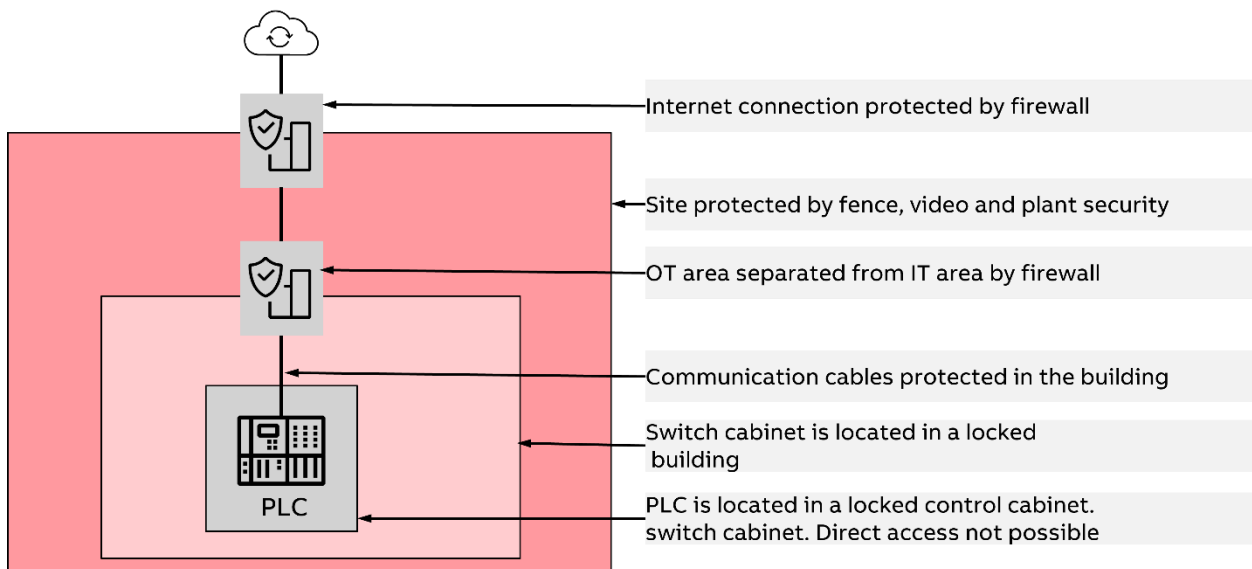 Internet connection protected by firewall
Site protected by fence, video and plant security
OT area separated from IT area by firewall
Communication cables protected in the building
Switch cabinet is located in a locked
building
PLC is located in a locked control cabinet.
switch cabinet. Direct access not possible
PLC